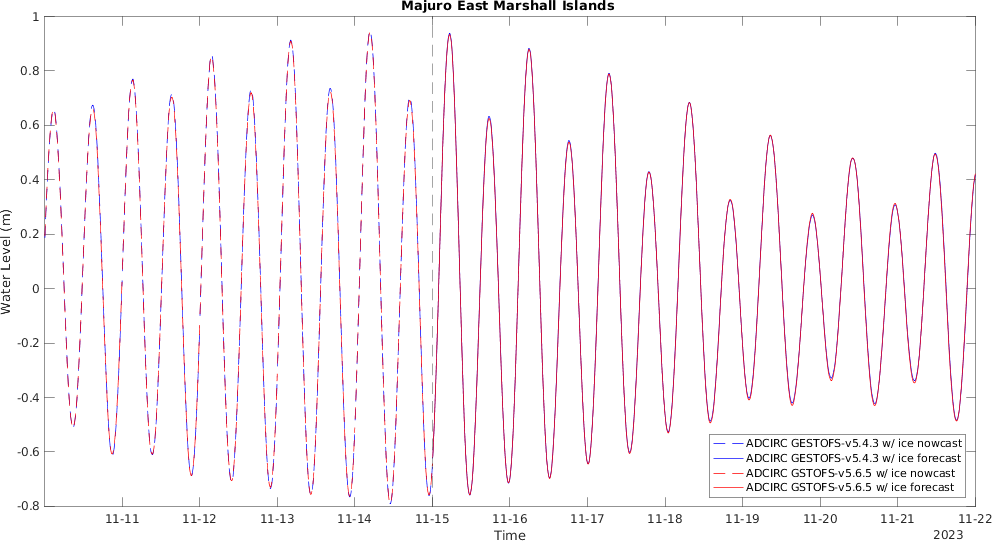 Majuro East Marshall Islands
Water Level (m)
1
0.8
0.6
0.4
0.2
0
-0.2
-0.4
-0.6
-0.8
ADCIRC GESTOFS-v5.4.3 w/ ice nowcast
ADCIRC GESTOFS-v5.4.3 w/ ice forecast
ADCIRC GSTOFS-v5.6.5 w/ ice nowcast
ADCIRC GSTOFS-v5.6.5 w/ ice forecast
11-11 11-12 11-13 11-14 11-15 11-16 11-17 11-18 11-19 11-20 11-21 11-22
Time
2023